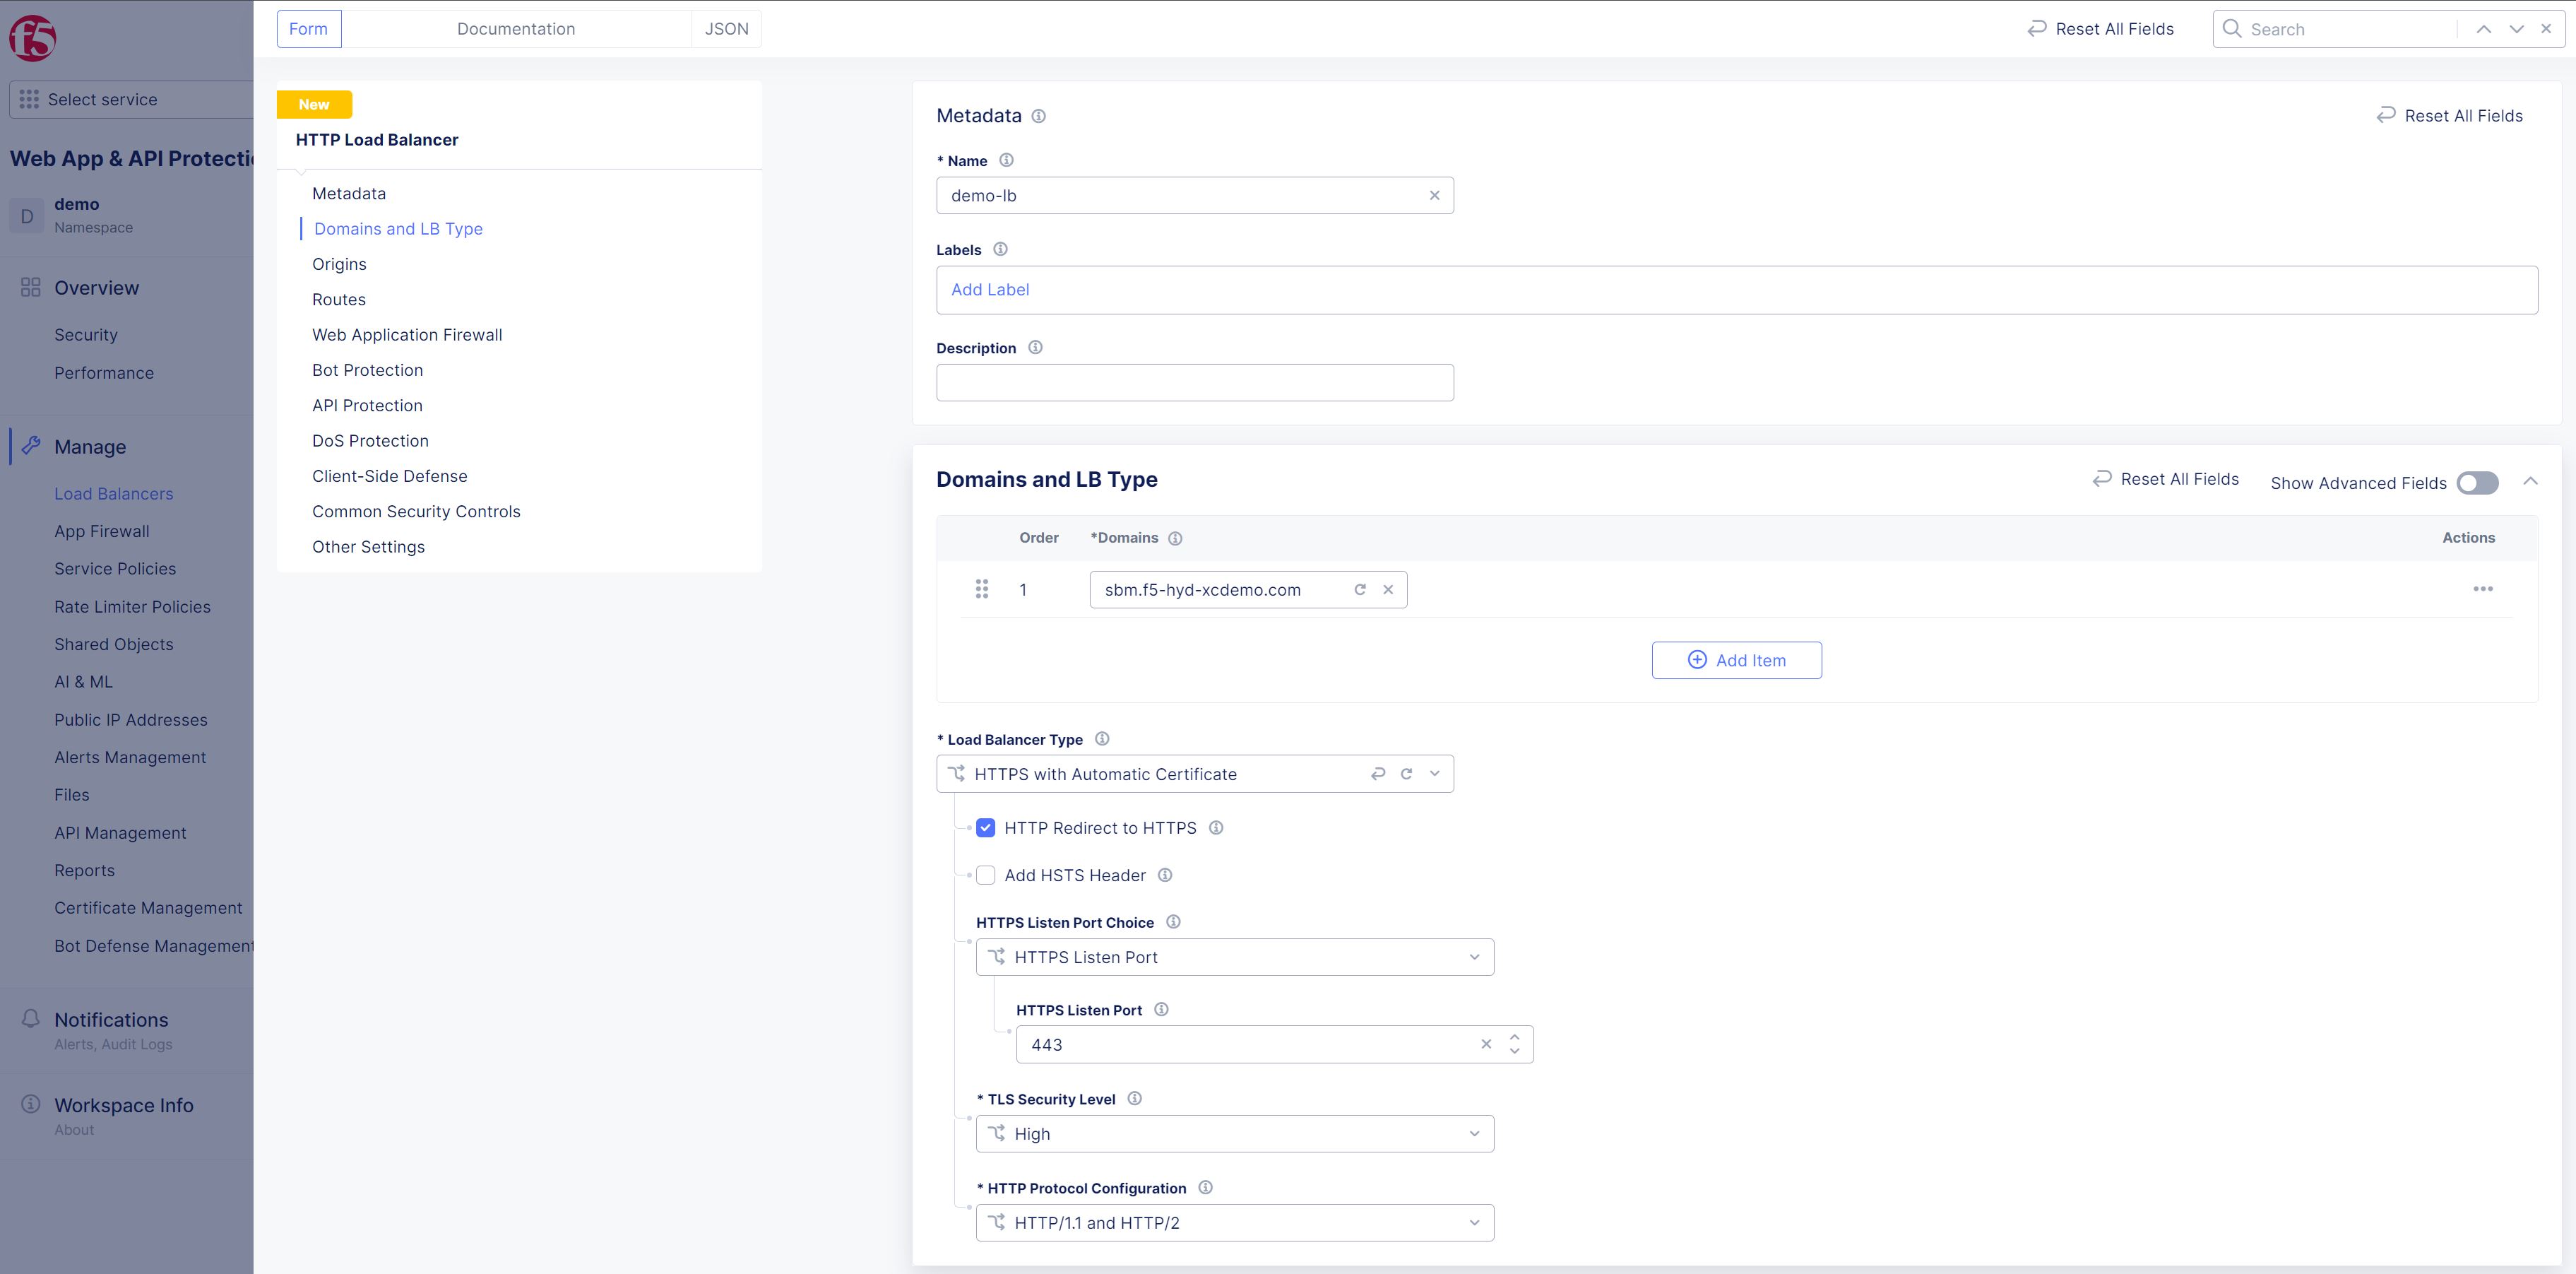 f5
Select service
Web App & API Protecti
D
demo
Namespace
Overview
Security
Performance
Manage
Load Balancers
App Firewall
Service Policies
Rate Limiter Policies
Shared Objects
AI & ML
Public IP Addresses
Alerts Management
Files
API Management
Reports
Certificate Management
Bot Defense Management
Notifications
Alerts, Audit Logs
Workspace Info
About
Form Documentation JSON
Reset All Fields
Search
New
HTTP Load Balancer
Metadata
Domains and LB Type
Origins
Routes
Web Application Firewall
Bot Protection
API Protection
DoS Protection
Client-Side Defense
Common Security Controls
Other Settings
Metadata
Reset All Fields
* Name
demo-lb
Labels
Add Label
Description
Domains and LB Type
Reset All Fields Show Advanced Fields
Order *Domains Actions
1 sbm.f5-hyd-xcdemo.com
Add Item
* Load Balancer Type
HTTPS with Automatic Certificate
HTTP Redirect to HTTPS
Add HSTS Header
HTTPS Listen Port Choice
HTTPS Listen Port
HTTPS Listen Port
443
* TLS Security Level
High
* HTTP Protocol Configuration
HTTP/1.1 and HTTP/2